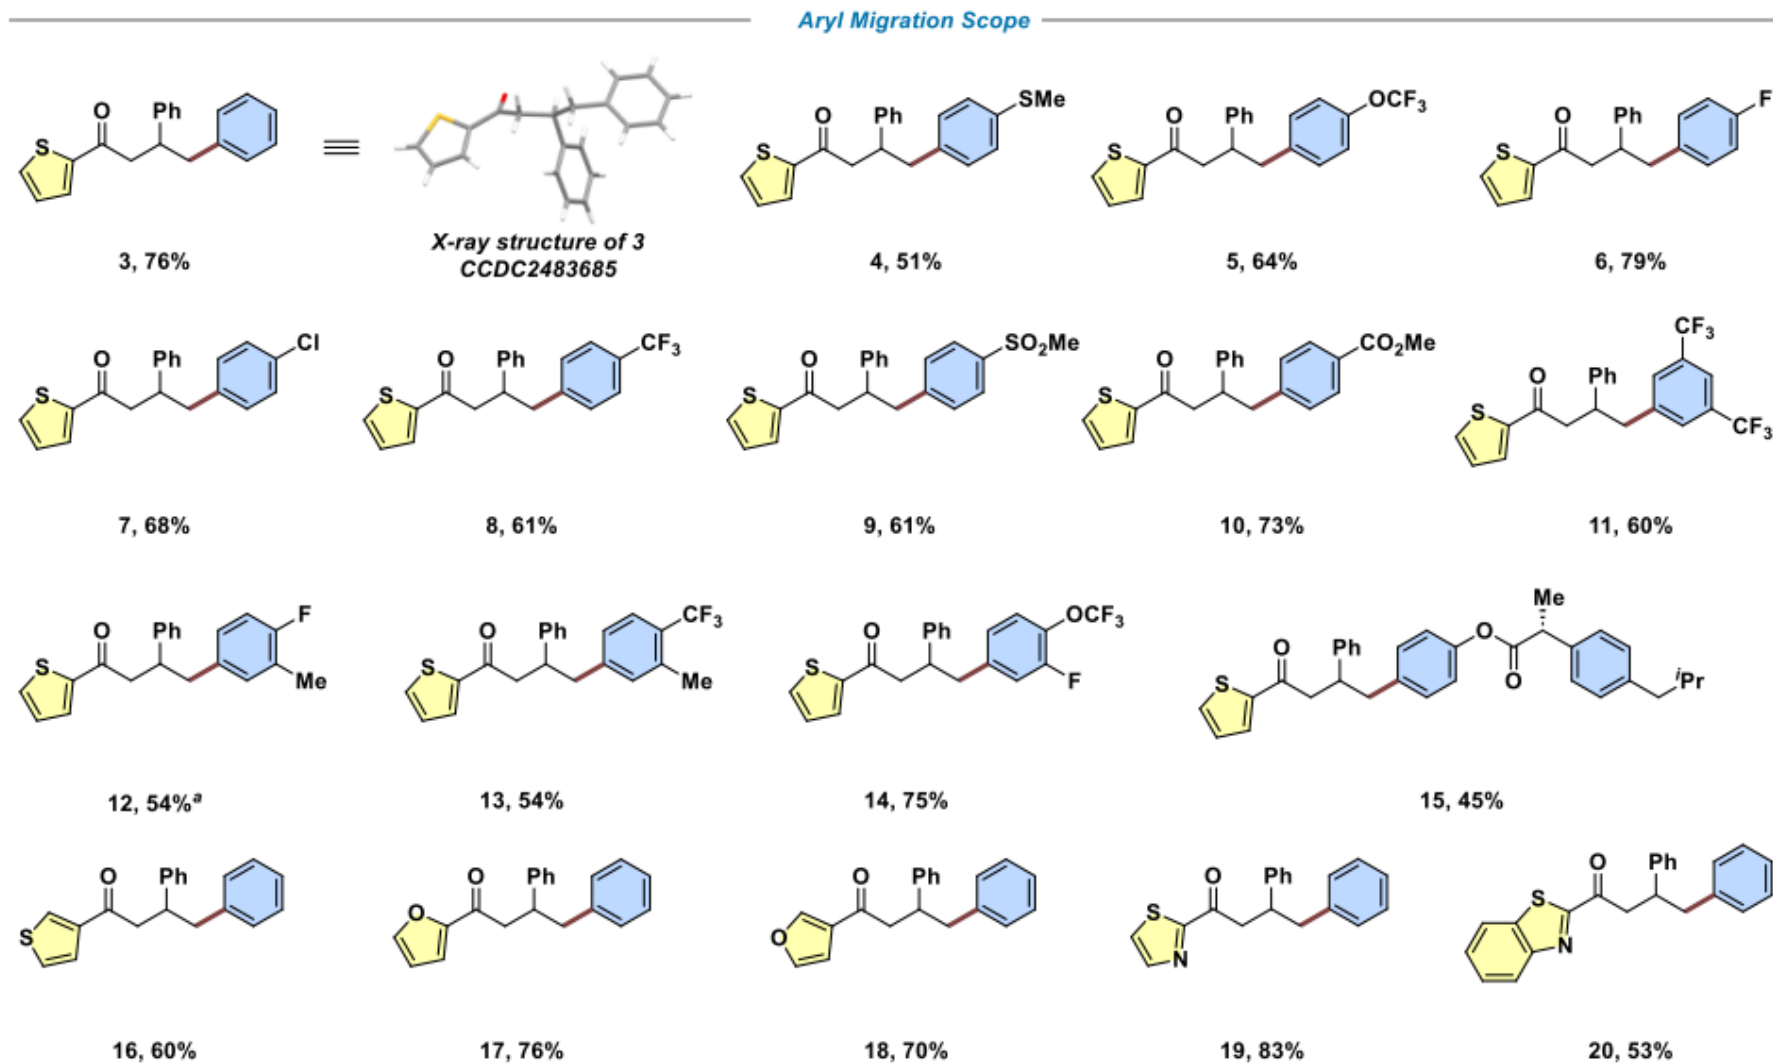 Aryl Migration Scope
O Ph S
X-ray structure of 3
CCDC2483685
3, 76%
O Ph S SMe
4, 51%
O Ph S OCF3
5, 64%
O Ph S F
6, 79%
O Ph S Cl
7, 68%
O Ph S CF3
8, 61%
O Ph S SO2Me
9, 61%
O Ph S CO2Me
10, 73%
O Ph S CF3 CF3
11, 60%
O Ph S F Me
12, 54%a
O Ph S CF3 Me
13, 54%
O Ph S OCF3 F
14, 75%
O Ph S O O Me iPr
15, 45%
O Ph S
16, 60%
O Ph O
17, 76%
O Ph O
18, 70%
O Ph S N
19, 83%
O Ph S N
20, 53%